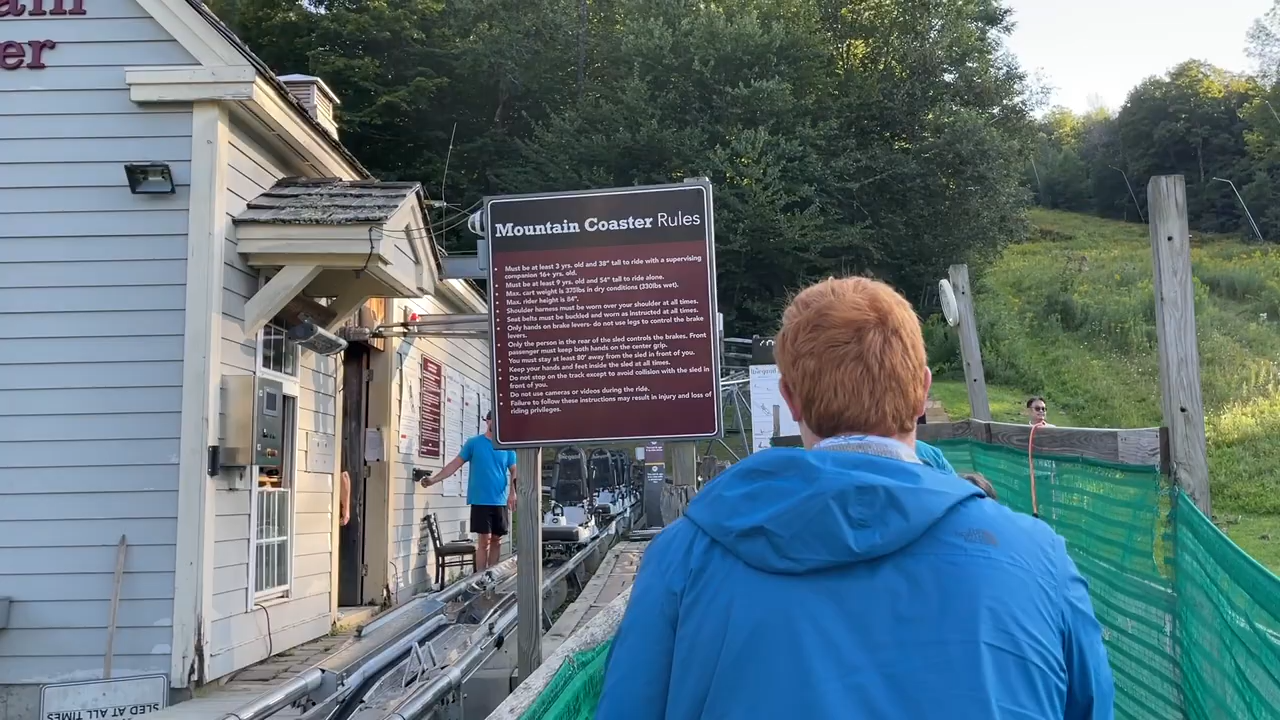 ain
er
Mountain Coaster Rules
• Must be at least 3 yrs. old and 38" tall to ride with a supervising
companion 16+ yrs. old.
• Must be at least 9 yrs. old and 54" tall to ride alone.
• Max. cart weight is 375lbs in dry conditions (330lbs wet).
• Max. rider height is 84".
• Shoulder harness must be worn over your shoulder at all times.
• Seat belts must be buckled and worn as instructed at all times.
• Only hands on brake levers- do not use legs to control the brake
levers.
• Only the person in the rear of the sled controls the brakes. Front
passenger must keep both hands on the center grip.
• You must stay at least 80' away from the sled in front of you.
• Keep your hands and feet inside the sled at all times.
• Do not stop on the track except to avoid collision with the sled in
front of you.
• Do not use cameras or videos during the ride.
• Failure to follow these instructions may result in injury and loss of
riding privileges.
SLED AT ALL TIMES